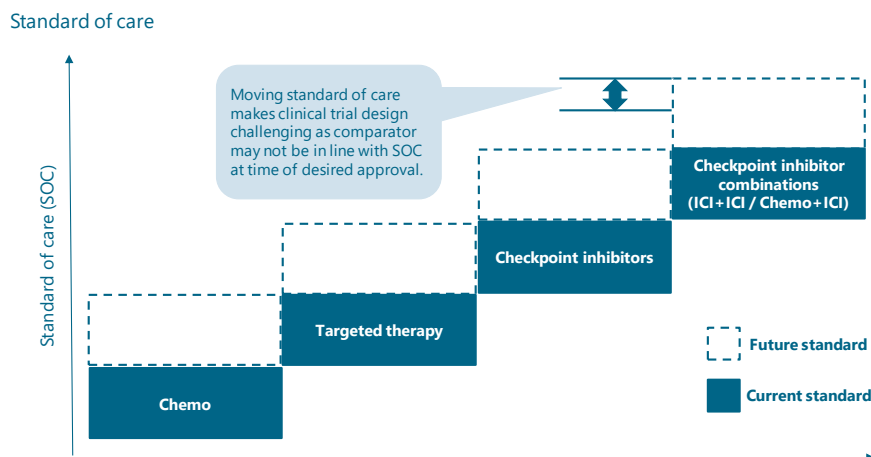 Standard of care
Moving standard of care
makes clinical trial design
challenging as comparator
may not be in line with SOC
at time of desired approval.
Standard of care (SOC)
Checkpoint inhibitor
combinations
(ICI+ICI / Chemo+ICI)
Checkpoint inhibitors
Targeted therapy
Chemo
Future standard
Current standard